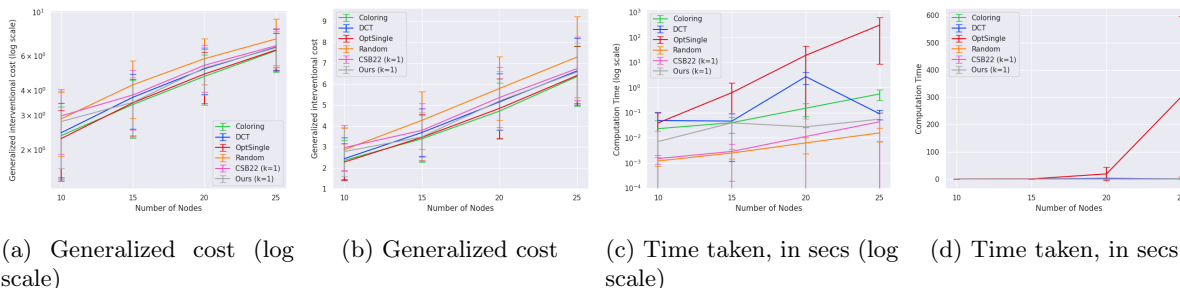 Generalized interventional cost (log scale)
10¹
6 × 10⁰
4 × 10⁰
3 × 10⁰
2 × 10⁰
Coloring
DCT
OptSingle
Random
CSB22 (k=1)
Ours (k=1)
10 15 20 25
Number of Nodes
(a) Generalized cost (log
scale)
Generalized interventional cost
9
8
7
6
5
4
3
2
1
Coloring
DCT
OptSingle
Random
CSB22 (k=1)
Ours (k=1)
10 15 20 25
Number of Nodes
(b) Generalized cost
Computation Time (log scale)
10³
10²
10¹
10⁰
10⁻¹
10⁻²
10⁻³
10⁻⁴
Coloring
DCT
OptSingle
Random
CSB22 (k=1)
Ours (k=1)
10 15 20 25
Number of Nodes
(c) Time taken, in secs (log
scale)
Computation Time
600
500
400
300
200
100
0
Coloring
DCT
OptSingle
Random
CSB22 (k=1)
Ours (k=1)
10 15 20
Number of Nodes
(d) Time taken, in secs